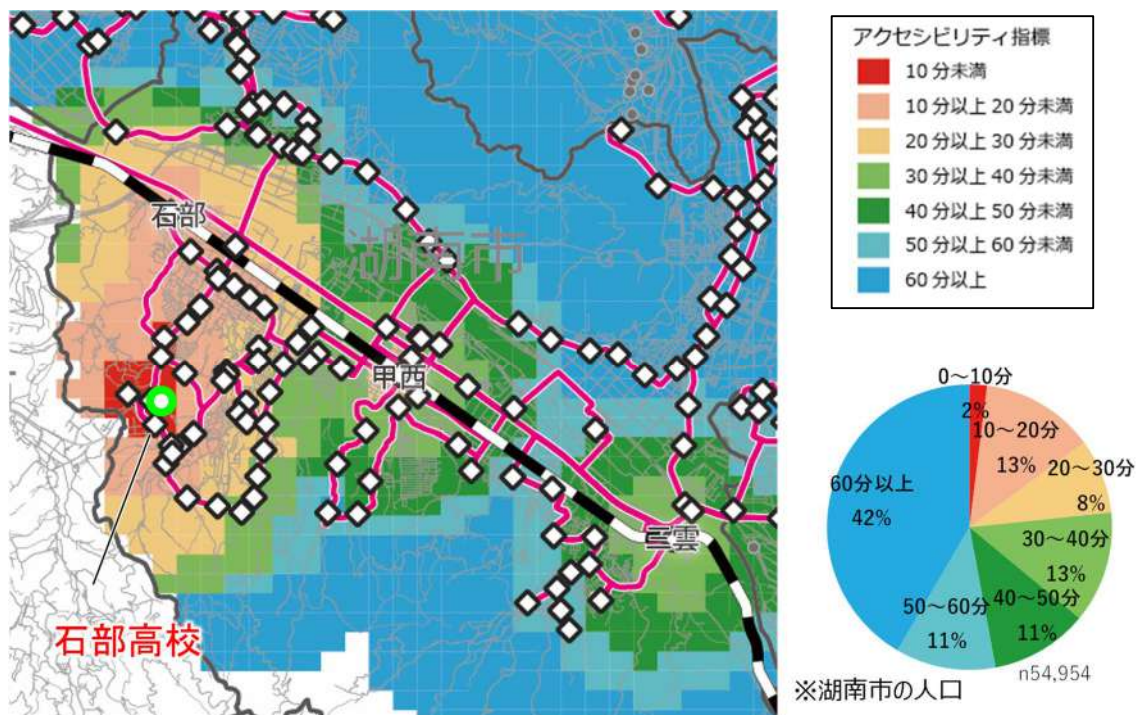 石部
湖南市
甲西
三雲
石部高校
アクセシビリティ指標
10分未満
10分以上20分未満
20分以上30分未満
30分以上40分未満
40分以上50分未満
50分以上60分未満
60分以上
0～10分
2%
10～20分
13%
20～30分
8%
30～40分
13%
40～50分
11%
50～60分
11%
60分以上
42%
n54,954
※湖南市の人口